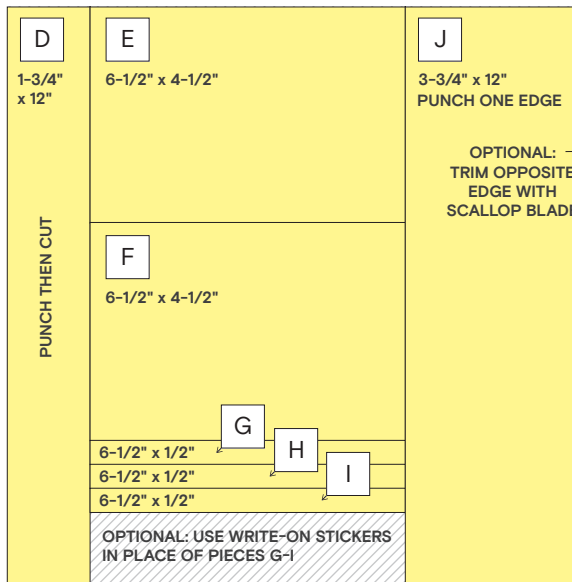 D
1-3/4"
x 12"
PUNCH THEN CUT
E
6-1/2" x 4-1/2"
F
6-1/2" x 4-1/2"
G
6-1/2" x 1/2"
H
6-1/2" x 1/2"
I
6-1/2" x 1/2"
OPTIONAL: USE WRITE-ON STICKERS
IN PLACE OF PIECES G-I
J
3-3/4" x 12"
PUNCH ONE EDGE
OPTIONAL:
TRIM OPPOSITE
EDGE WITH
SCALLOP BLADE